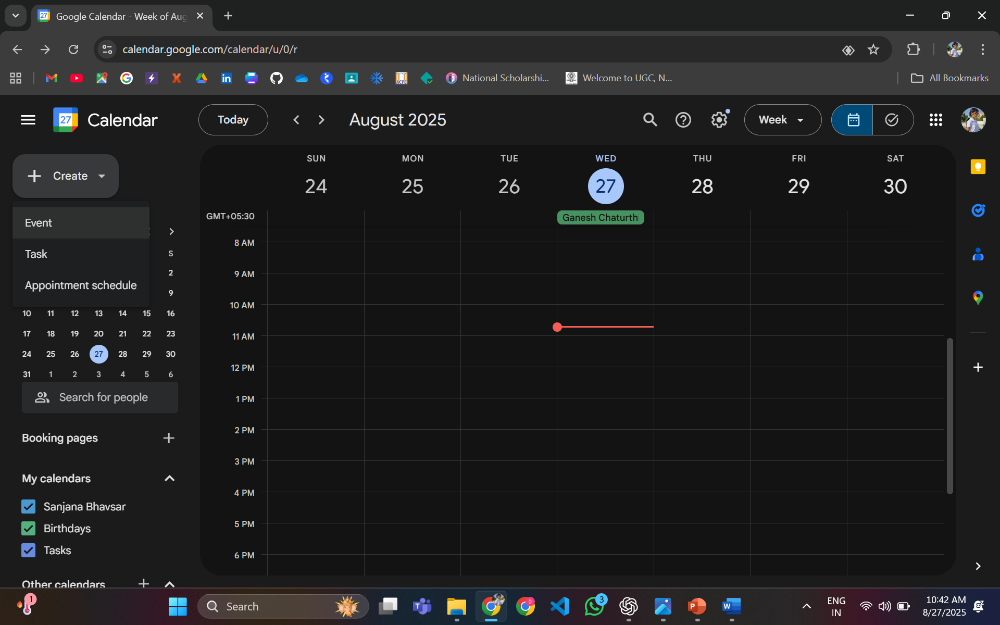 Google Calendar - Week of Aug
calendar.google.com/calendar/u/0/r
National Scholarshi...
Welcome to UGC, N...
All Bookmarks
27
Calendar
Today
August 2025
Week
Create
Event
Task
Appointment schedule
S
2
9
10 11 12 13 14 15 16
17 18 19 20 21 22 23
24 25 26 27 28 29 30
31 1 2 3 4 5 6
Search for people
Booking pages
My calendars
Sanjana Bhavsar
Birthdays
Tasks
Other calendars
SUN MON TUE WED THU FRI SAT
24 25 26 27 28 29 30
GMT+05:30
Ganesh Chaturthi
8 AM
9 AM
10 AM
11 AM
12 PM
1 PM
2 PM
3 PM
4 PM
5 PM
6 PM
1
Search
3
ENG
IN
10:42 AM
8/27/2025